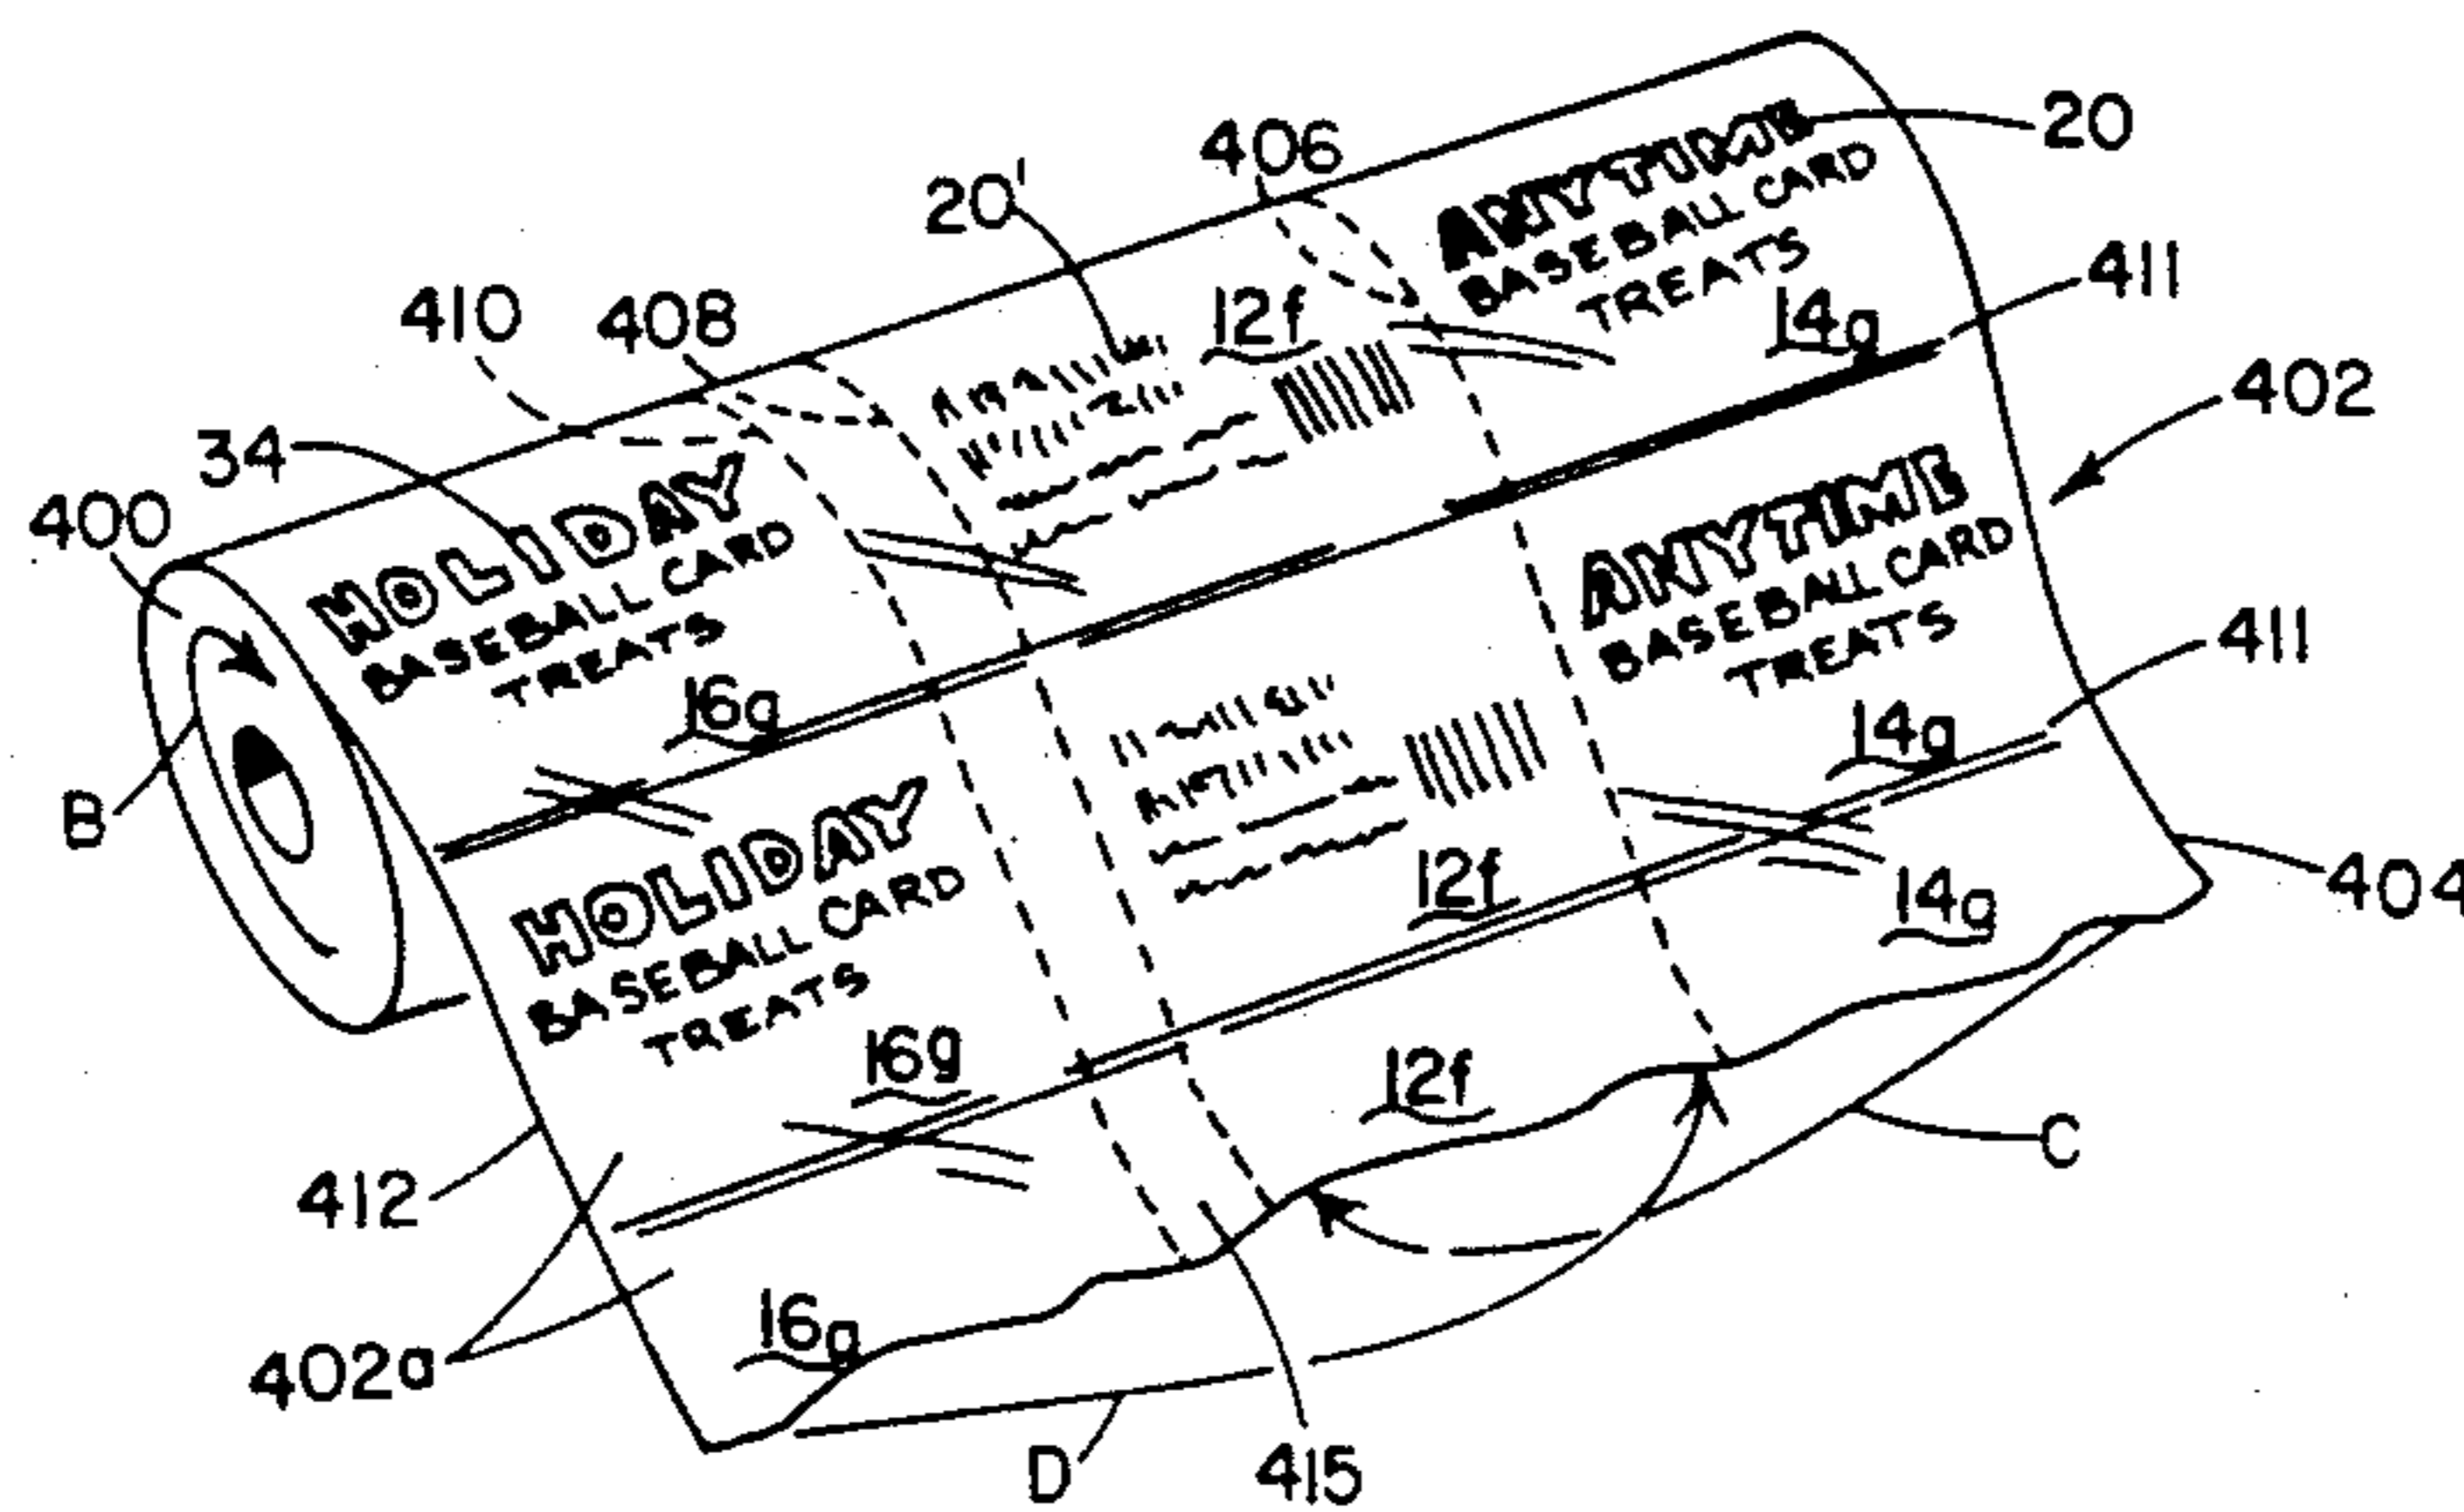 406
20
20'
411
12f
410 408
14g
402
34
ANYTIME
BASEBALL CARD
TREATS
400
HOLIDAY
BASEBALL CARD
TREATS
16g
ANYTIME
BASEBALL CARD
TREATS
411
14g
B
HOLIDAY
BASEBALL CARD
TREATS
12f
404
14g
16g
12f
C
412
16g
402a
D
415